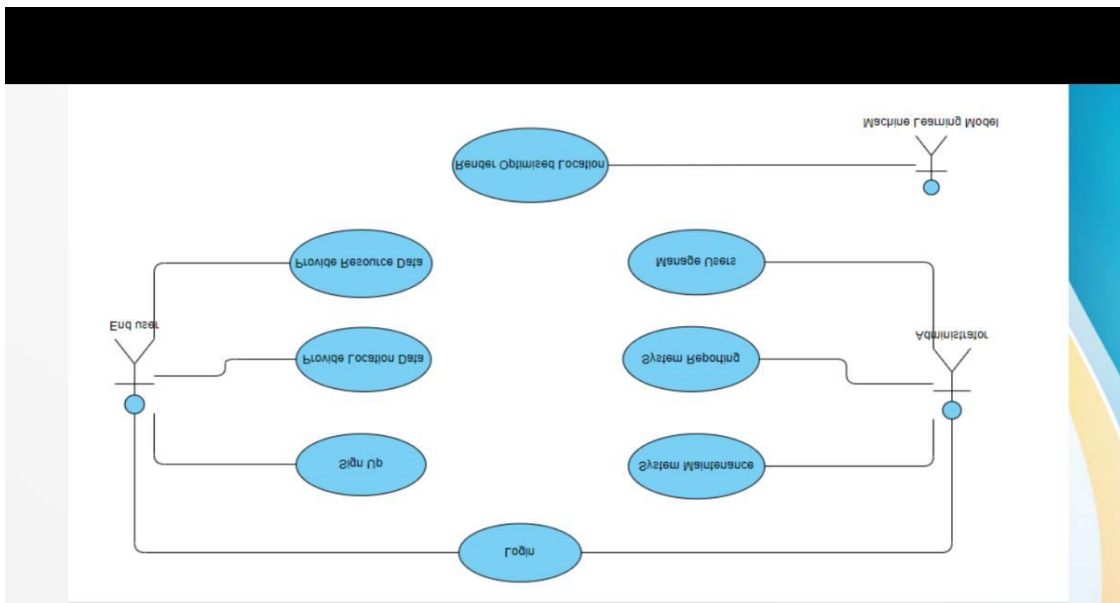 Machine Learning Model
Render Optimised Location
Provide Resource Data
Manage Users
End user
Administrator
Provide Location Data
System Reporting
Sign Up
System Maintenance
Login